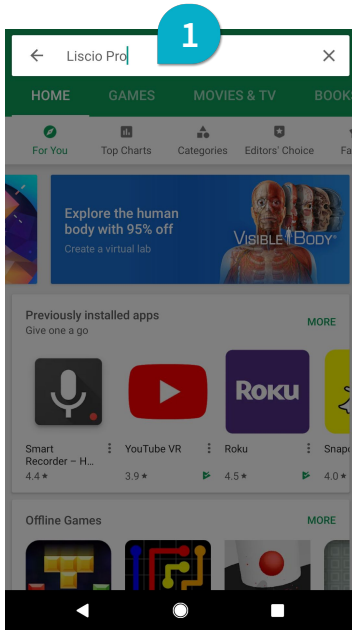 1
Liscio Pro
HOME GAMES MOVIES & TV BOOKS
For You Top Charts Categories Editors' Choice Fa
Explore the human
body with 95% off
Create a virtual lab
VISIBLE BODY
Previously installed apps
MORE
Give one a go
ROKU
Smart
Recorder – H...
YouTube VR
Roku
Snapc
4.4 ★ 3.9 ★ 4.5 ★ 4.0 ★
Offline Games
MORE